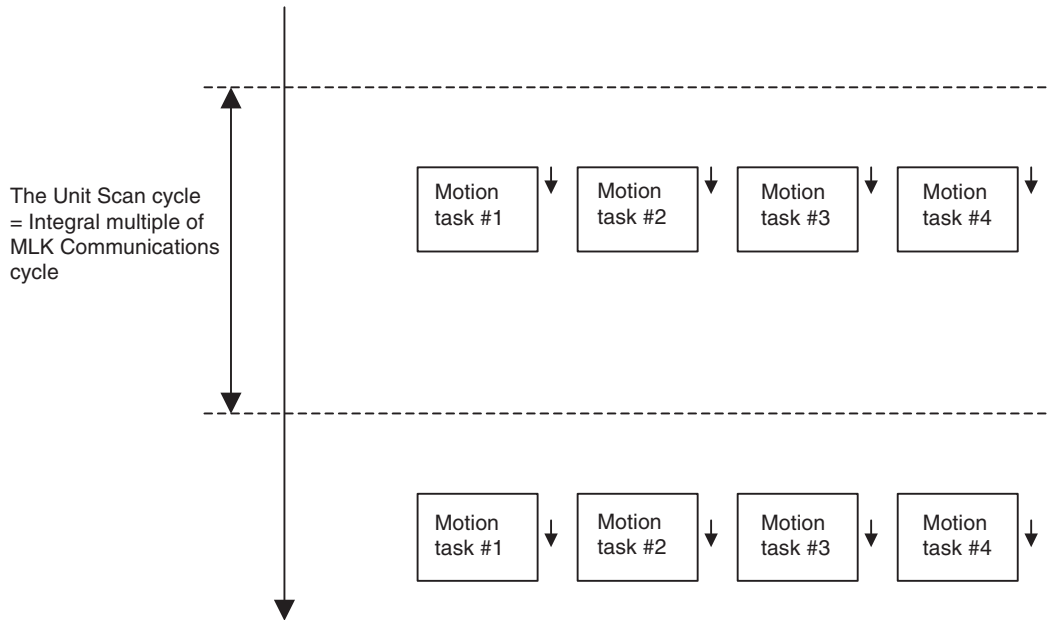 The Unit Scan cycle
= Integral multiple of
MLK Communications
cycle
Motion
task #1
Motion
task #2
Motion
task #3
Motion
task #4
Motion
task #1
Motion
task #2
Motion
task #3
Motion
task #4